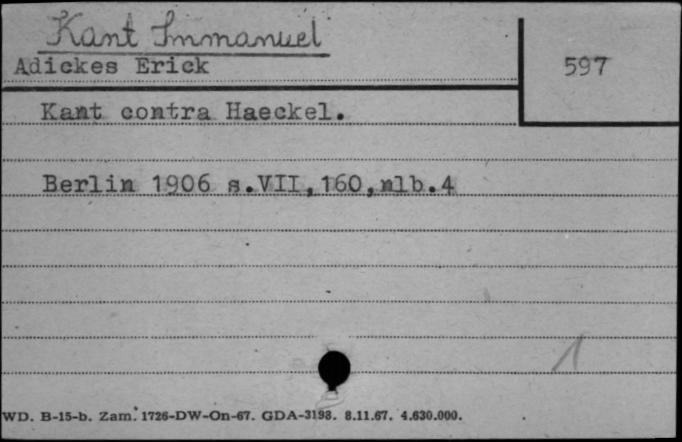 Kant Immanuel
Adickes Erick
597
Kant contra Haeckel.
Berlin 1906 s.VII,160,nlb.4
1
WD. B-15-b. Zam. 1726-DW-On-67. GDA-3198. 8.11.67. 4.630.000.